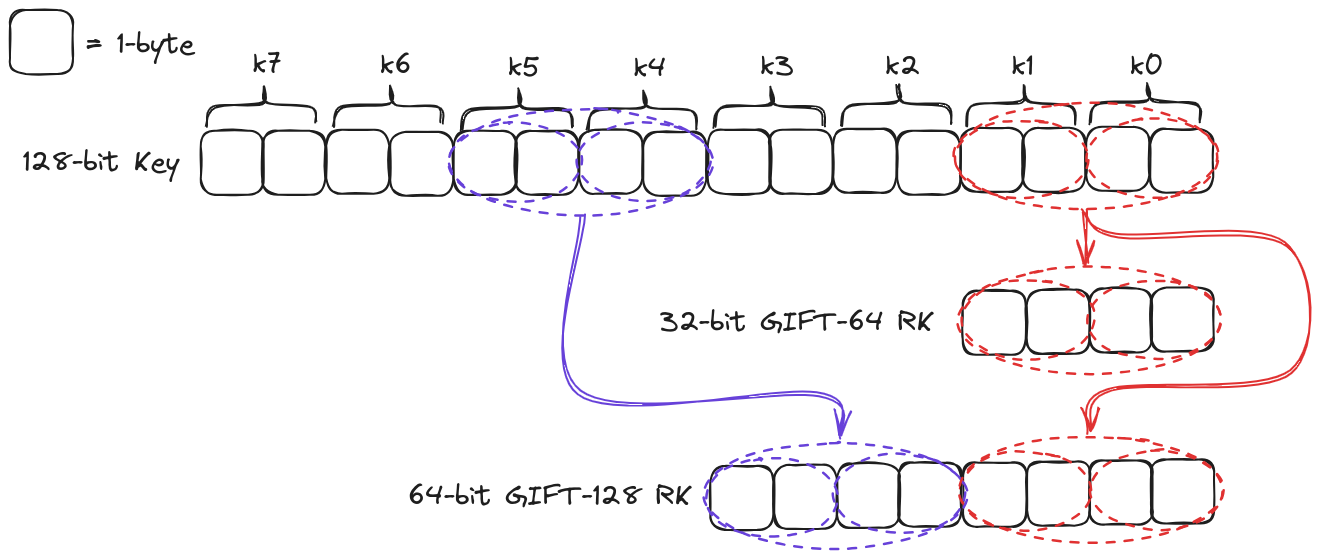 = 1-byte
k7 k6 k5 k4 k3 k2 k1 k0
128-bit Key
32-bit GIFT-64 RK
64-bit GIFT-128 RK